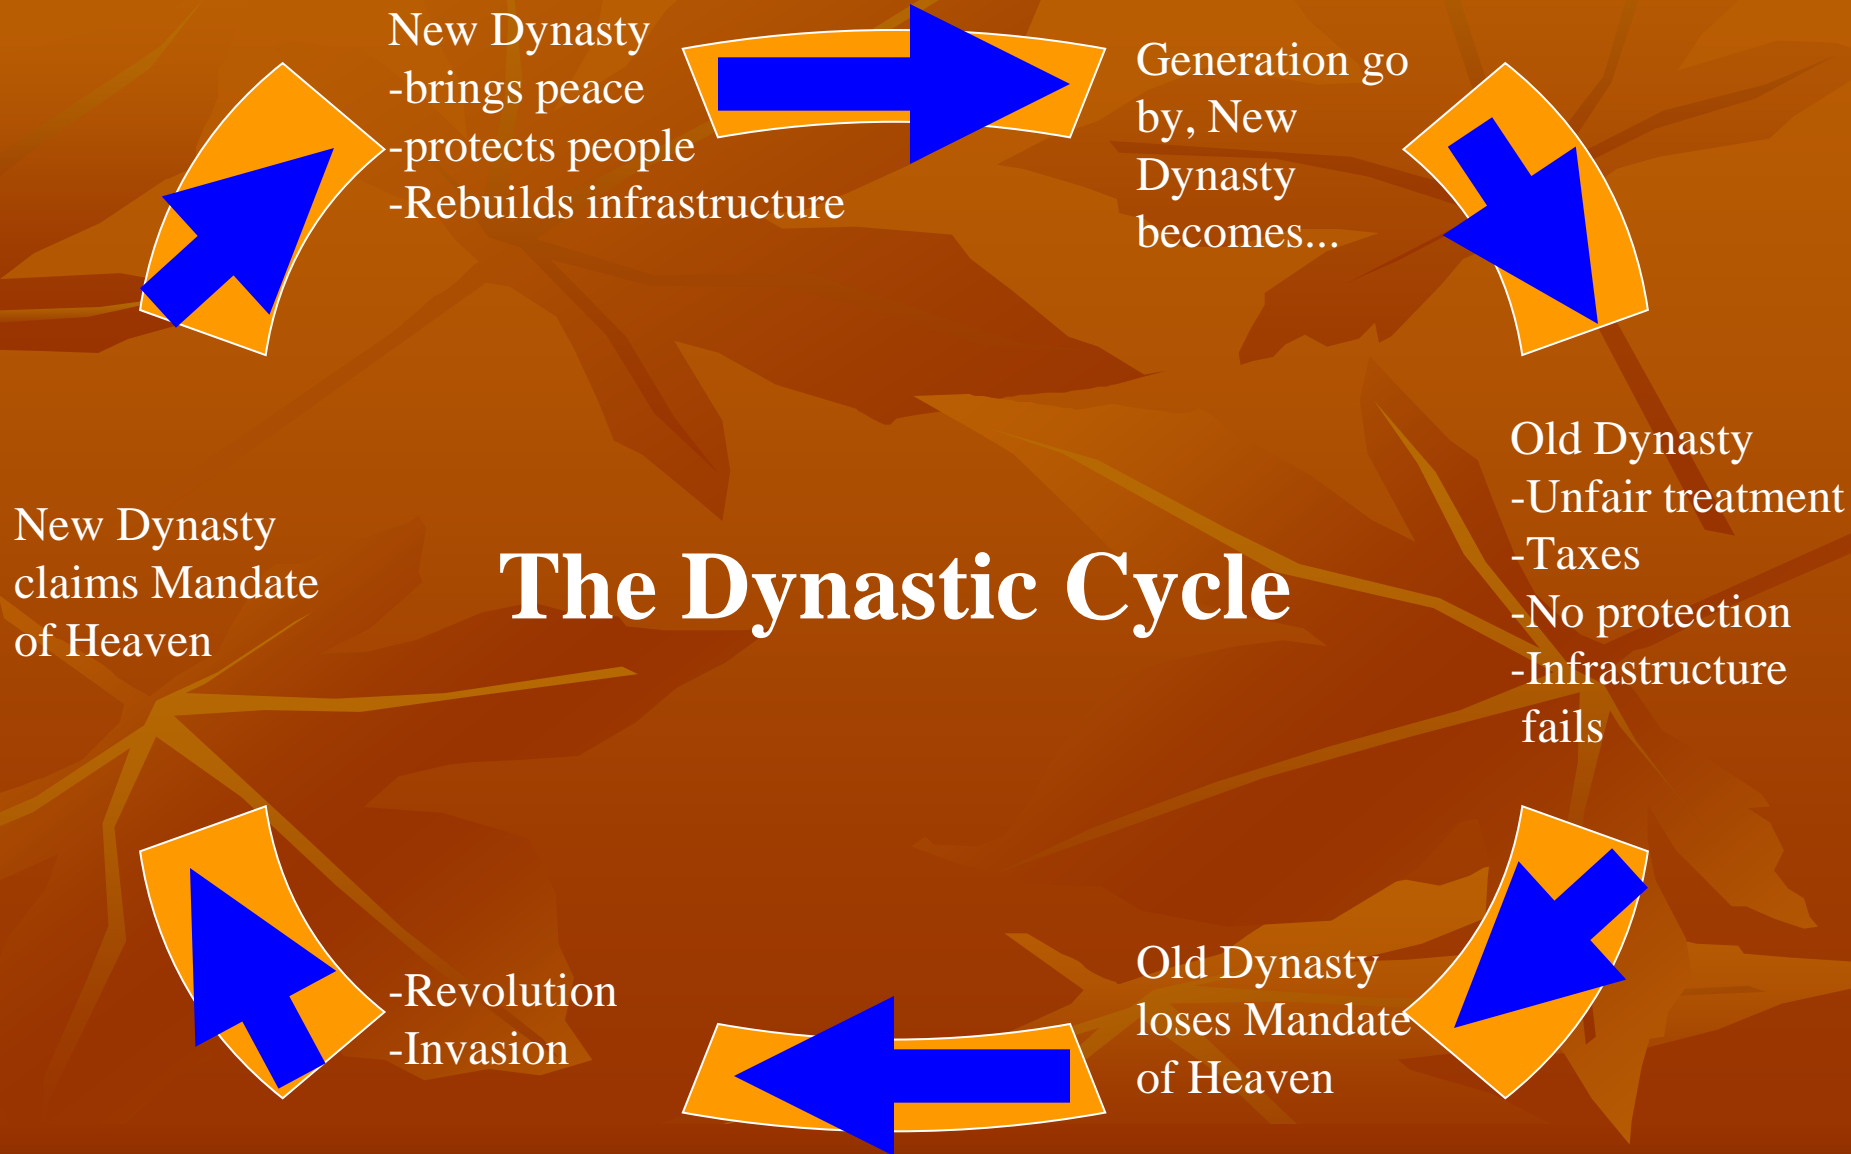 New Dynasty
-brings peace
-protects people
-Rebuilds infrastructure
Generation go
by, New
Dynasty
becomes...
Old Dynasty
-Unfair treatment
-Taxes
-No protection
-Infrastructure
fails
Old Dynasty
loses Mandate
of Heaven
-Revolution
-Invasion
New Dynasty
claims Mandate
of Heaven
The Dynastic Cycle